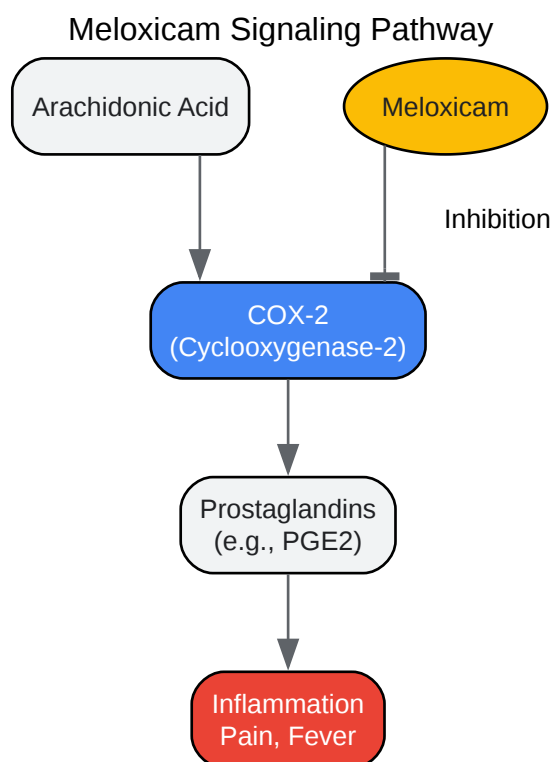 Meloxicam Signaling Pathway
Arachidonic Acid
Meloxicam
Inhibition
COX-2
(Cyclooxygenase-2)
Prostaglandins
(e.g., PGE2)
Inflammation
Pain, Fever